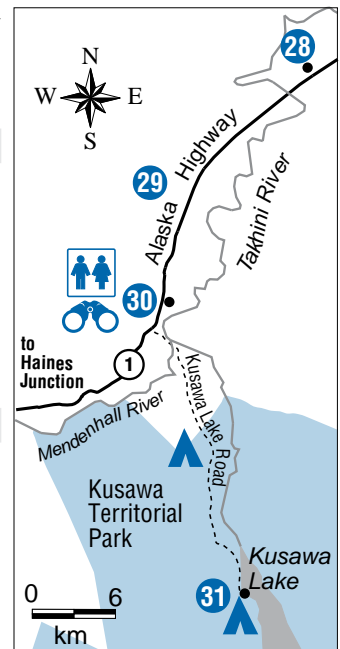 28
N
W E
S
29
Alaska Highway
Takhini River
30
to
Haines
Junction
1
Kusawa Lake Road
Mendenhall River
Kusawa
Territorial
Park
Kusawa
Lake
31
0 6
km